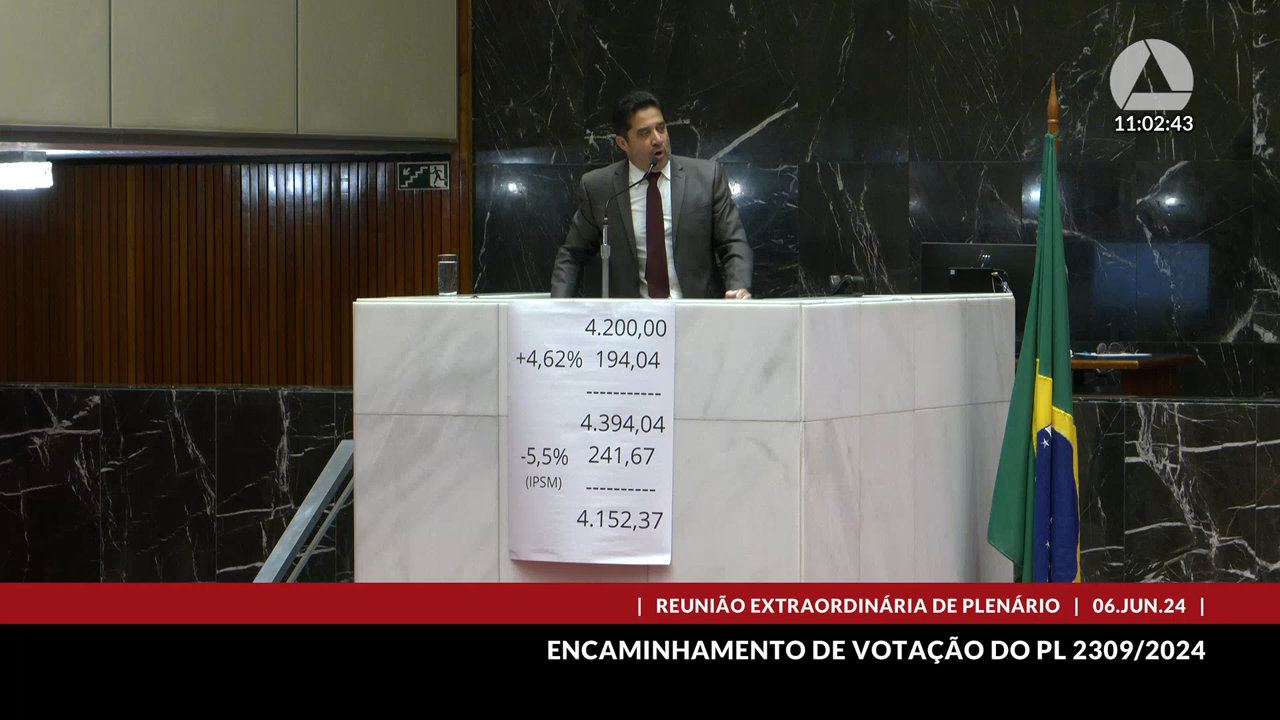 11:02:43
4.200,00
+4,62% 194,04
-----------
4.394,04
-5,5% 241,67
(IPSM) ----------
4.152,37
| REUNIÃO EXTRAORDINÁRIA DE PLENÁRIO | 06.JUN.24 |
ENCAMINHAMENTO DE VOTAÇÃO DO PL 2309/2024